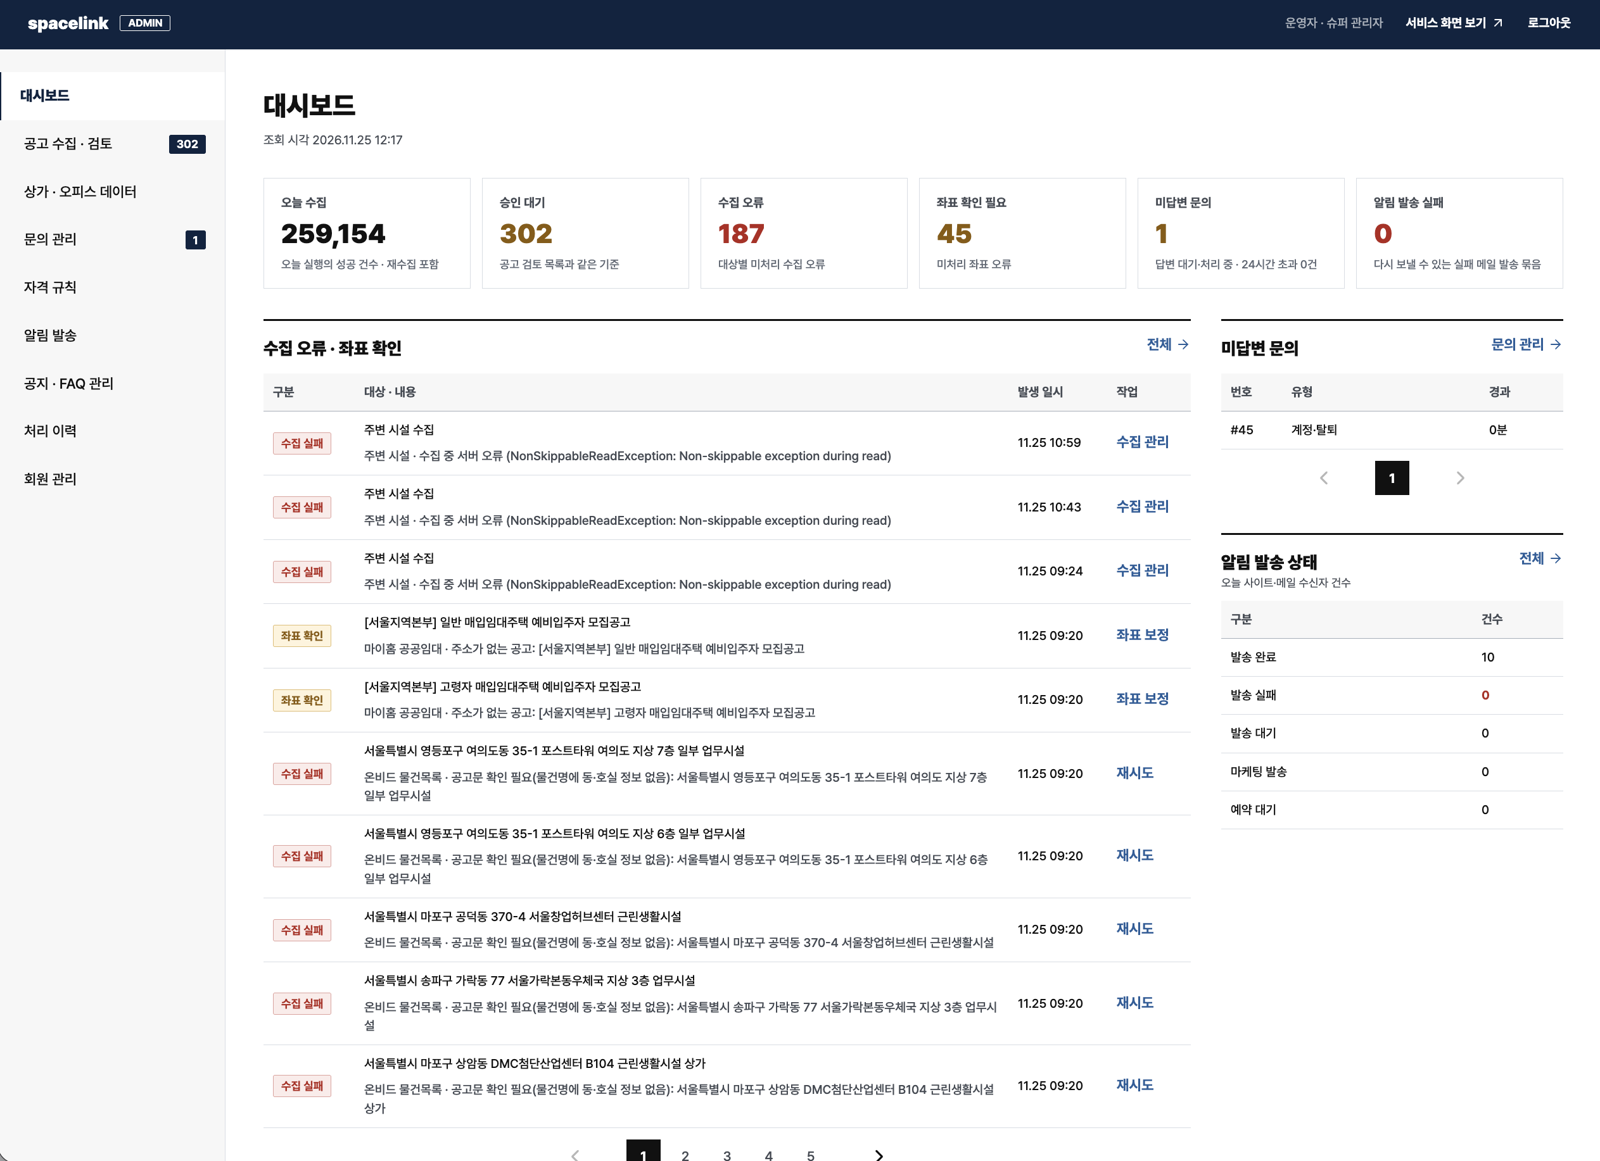 spacelink ADMIN
운영자 · 슈퍼 관리자 서비스 화면 보기 로그아웃
대시보드
공고 수집 · 검토 302
상가 · 오피스 데이터
문의 관리 1
자격 규칙
알림 발송
공지 · FAQ 관리
처리 이력
회원 관리
대시보드
조회 시각 2026.11.25 12:17
오늘 수집
259,154
오늘 실행의 성공 건수 · 재수집 포함
승인 대기
302
공고 검토 목록과 같은 기준
수집 오류
187
대상별 미처리 수집 오류
좌표 확인 필요
45
미처리 좌표 오류
미답변 문의
1
답변 대기·처리 중 · 24시간 초과 0건
알림 발송 실패
0
다시 보낼 수 있는 실패 메일 발송 묶음
수집 오류 · 좌표 확인 전체 →
구분 대상 · 내용 발생 일시 작업
수집 실패 주변 시설 수집 11.25 10:59 수집 관리
주변 시설 · 수집 중 서버 오류 (NonSkippableReadException: Non-skippable exception during read)
수집 실패 주변 시설 수집 11.25 10:43 수집 관리
주변 시설 · 수집 중 서버 오류 (NonSkippableReadException: Non-skippable exception during read)
수집 실패 주변 시설 수집 11.25 09:24 수집 관리
주변 시설 · 수집 중 서버 오류 (NonSkippableReadException: Non-skippable exception during read)
좌표 확인 [서울지역본부] 일반 매입임대주택 예비입주자 모집공고 11.25 09:20 좌표 보정
마이홈 공공임대 · 주소가 없는 공고: [서울지역본부] 일반 매입임대주택 예비입주자 모집공고
좌표 확인 [서울지역본부] 고령자 매입임대주택 예비입주자 모집공고 11.25 09:20 좌표 보정
마이홈 공공임대 · 주소가 없는 공고: [서울지역본부] 고령자 매입임대주택 예비입주자 모집공고
수집 실패 서울특별시 영등포구 여의도동 35-1 포스트타워 여의도 지상 7층 일부 업무시설 11.25 09:20 재시도
온비드 물건목록 · 공고문 확인 필요(물건명에 동·호실 정보 없음): 서울특별시 영등포구 여의도동 35-1 포스트타워 여의도 지상 7층
일부 업무시설
수집 실패 서울특별시 영등포구 여의도동 35-1 포스트타워 여의도 지상 6층 일부 업무시설 11.25 09:20 재시도
온비드 물건목록 · 공고문 확인 필요(물건명에 동·호실 정보 없음): 서울특별시 영등포구 여의도동 35-1 포스트타워 여의도 지상 6층
일부 업무시설
수집 실패 서울특별시 마포구 공덕동 370-4 서울창업허브센터 근린생활시설 11.25 09:20 재시도
온비드 물건목록 · 공고문 확인 필요(물건명에 동·호실 정보 없음): 서울특별시 마포구 공덕동 370-4 서울창업허브센터 근린생활시설
수집 실패 서울특별시 송파구 가락동 77 서울가락본동우체국 지상 3층 업무시설 11.25 09:20 재시도
온비드 물건목록 · 공고문 확인 필요(물건명에 동·호실 정보 없음): 서울특별시 송파구 가락동 77 서울가락본동우체국 지상 3층 업무시
설
수집 실패 서울특별시 마포구 상암동 DMC첨단산업센터 B104 근린생활시설 상가 11.25 09:20 재시도
온비드 물건목록 · 공고문 확인 필요(물건명에 동·호실 정보 없음): 서울특별시 마포구 상암동 DMC첨단산업센터 B104 근린생활시설
상가
1 2 3 4 5
미답변 문의 문의 관리 →
번호 유형 경과
#45 계정·탈퇴 0분
1
알림 발송 상태 전체 →
오늘 사이트·메일 수신자 건수
구분 건수
발송 완료 10
발송 실패 0
발송 대기 0
마케팅 발송 0
예약 대기 0